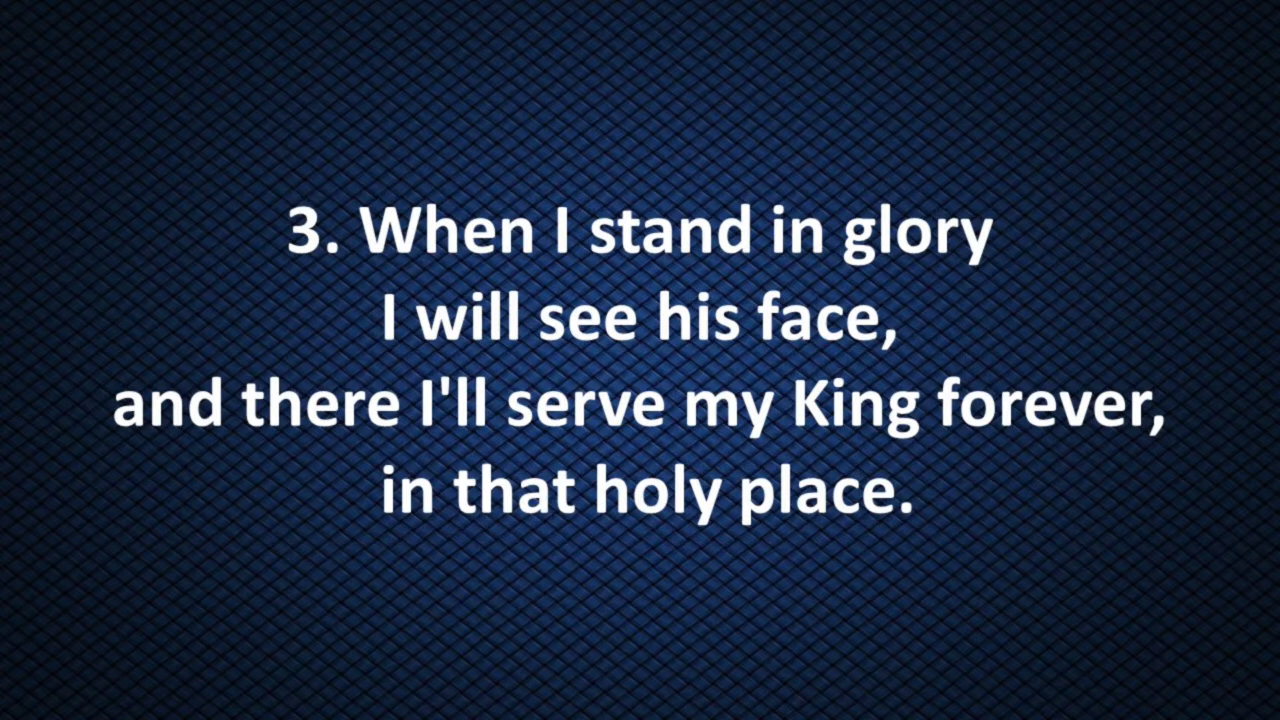 3. When I stand in glory
I will see his face,
and there I'll serve my King forever,
in that holy place.